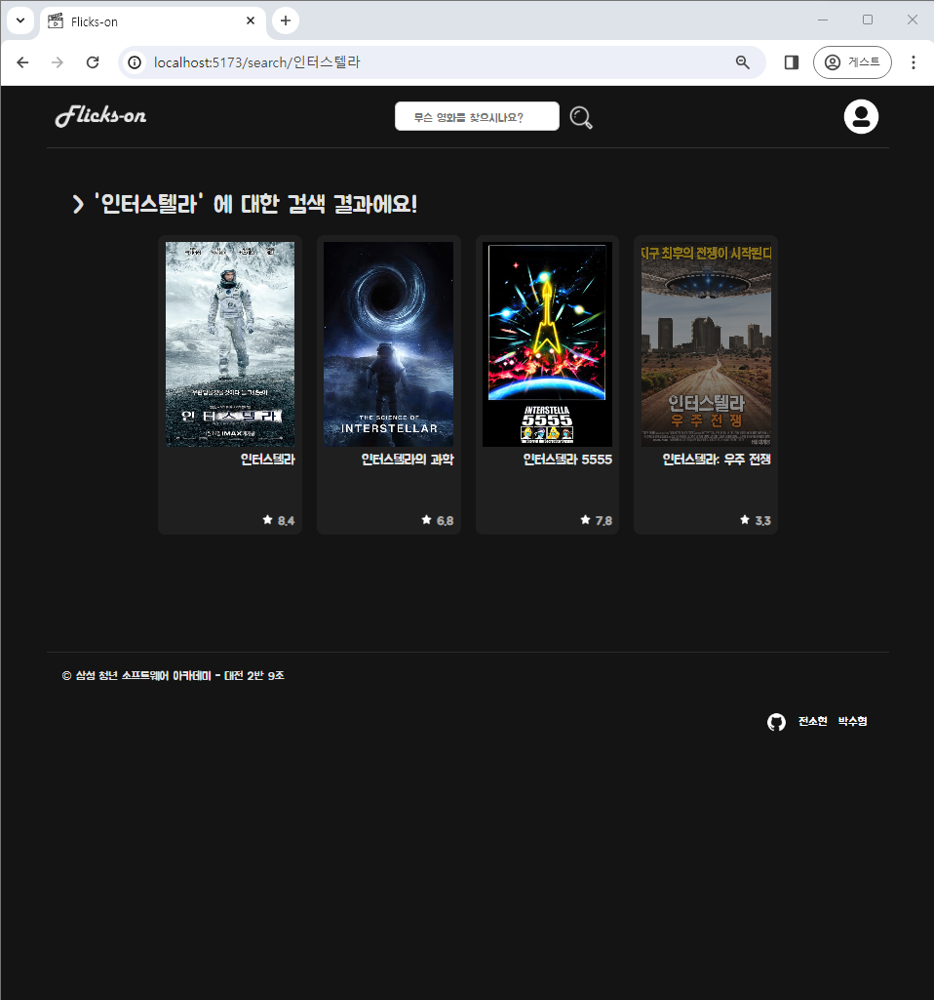 Flicks-on
localhost:5173/search/인터스텔라
게스트
Flicks-on
무슨 영화를 찾으시나요?
'인터스텔라' 에 대한 검색 결과에요!
인터스텔라
IMAX
인터스텔라
8.4
THE SCIENCE OF
INTERSTELLAR
인터스텔라의 과학
6.8
INTERSTELLA
5555
인터스텔라 5555
7.8
지구 최후의 전쟁이 시작된다
인터스텔라
우주 전쟁
인터스텔라: 우주 전쟁
3.3
© 삼성 청년 소프트웨어 아카데미 - 대전 2반 9조
전소현 박수형